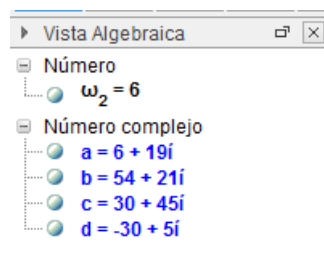 Vista Algebraica
Número
ω₂ = 6
Número complejo
a = 6 + 19í
b = 54 + 21í
c = 30 + 45í
d = -30 + 5í